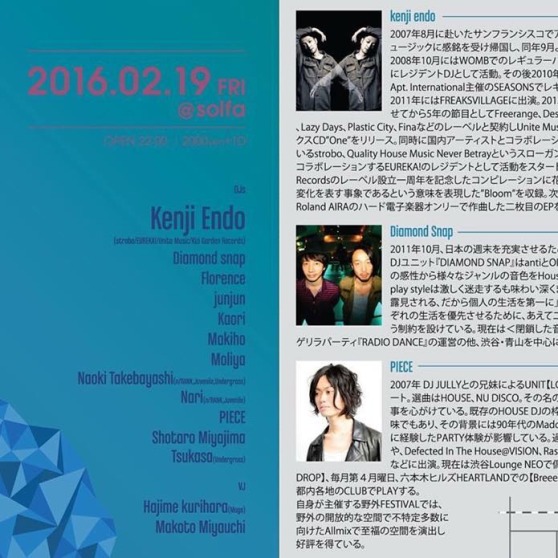 2016.02.19 FRI
@solfa
OPEN 22:00
DJs
Kenji Endo
Diamond snap
Florence
junjun
Kaori
Mokiho
Moliya
Naoki Takebayashi
Nari
PIECE
Shotaro Miyajima
Tsukasa
VJ
Hajime kurihara
Makoto Miyauchi
kenji endo
2007年8月に赴いたサンフランシスコでア
ュージックに感銘を受け帰国し、同年9月よ
2008年10月にはWOMBでのレギュラーパ
にレジデントDJとして活動。その後2010年
Apt. International主催のSEASONSでレギ
2011年にはFREAKSVILLAGEに出演。201
せてから5年の節目としてFreerange, Des
, Lazy Days, Plastic City, Finaなどのレーベルと契約しUnite Mus
クスCD"One"をリリース。同時に国内アーティストとコラボレーショ
いるstrobo、Quality House Music Never Betrayというスローガン
コラボレーションするEUREKA!のレジデントとして活動をスタート
Recordsのレーベル設立一周年を記念したコンピレーションに花
変化を表す事象であるという意味を表現した"Bloom"を収録。次
Roland AIRAのハード電子楽器オンリーで作曲した二枚目のEPを
Diamond Snap
2011年10月、日本の週末を充実させるため
DJユニット『DIAMOND SNAP』はantiとOH
の感性から様々なジャンルの音色をHouse
play styleは激しく迷走するも味わい深く
露見される、だから個人の生活を第一に」
ぞれの生活を優先させるために、あえて二
う制約を設けている。現在は<閉鎖した音
ゲリラパーティ『RADIO DANCE』の運営の他、渋谷・青山を中心に
PIECE
2007年 DJ JULLYとの兄妹によるUNIT【LO
ート。選曲はHOUSE、NU DISCO。その名の
事を心がけている。既存のHOUSE DJの枠
味でもあり、その背景には90年代のMado
に経験したPARTY体験が影響している。過
や、Defected In The House@VISION、Ras
などに出演。現在は渋谷Lounge NEOで偶
DROP】、毎月第４月曜日、六本木ヒルズHEARTLANDでの【Breeze
都内各地のCLUBでPLAYする。
自身が主催する野外FESTIVALでは、
野外の開放的な空間で不特定多数に
向けたAllmixで至福の空間を演出し
好評を得ている。